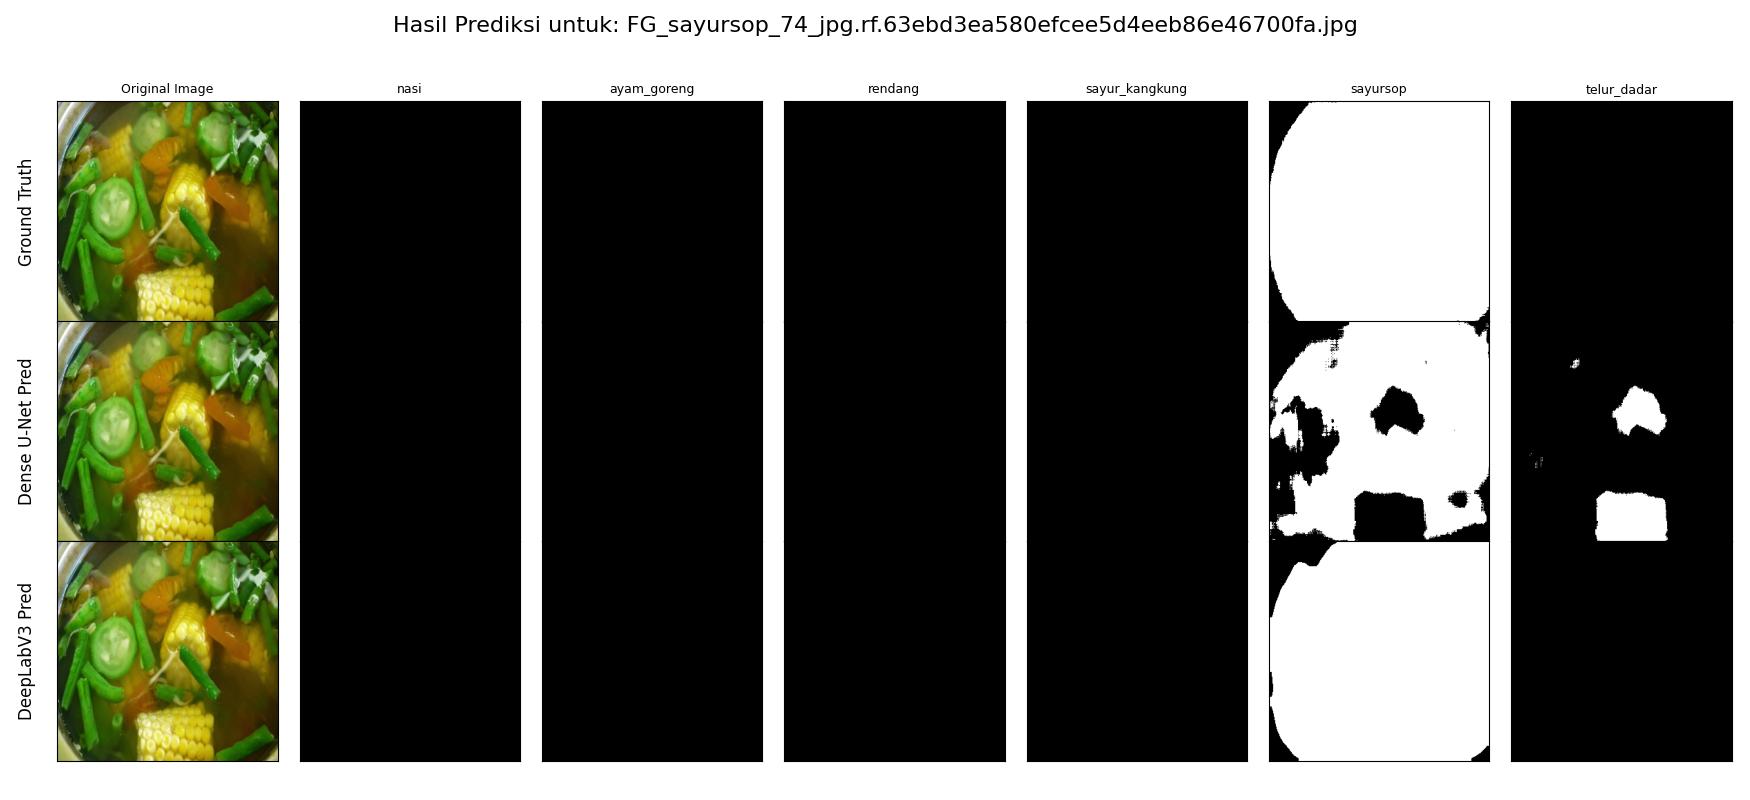 Hasil Prediksi untuk: FG_sayursop_74_jpg.rf.63ebd3ea580efcee5d4eeb86e46700fa.jpg
Original Image
nasi
ayam_goreng
rendang
sayur_kangkung
sayursop
telur_dadar
Ground Truth
Dense U-Net Pred
DeepLabV3 Pred